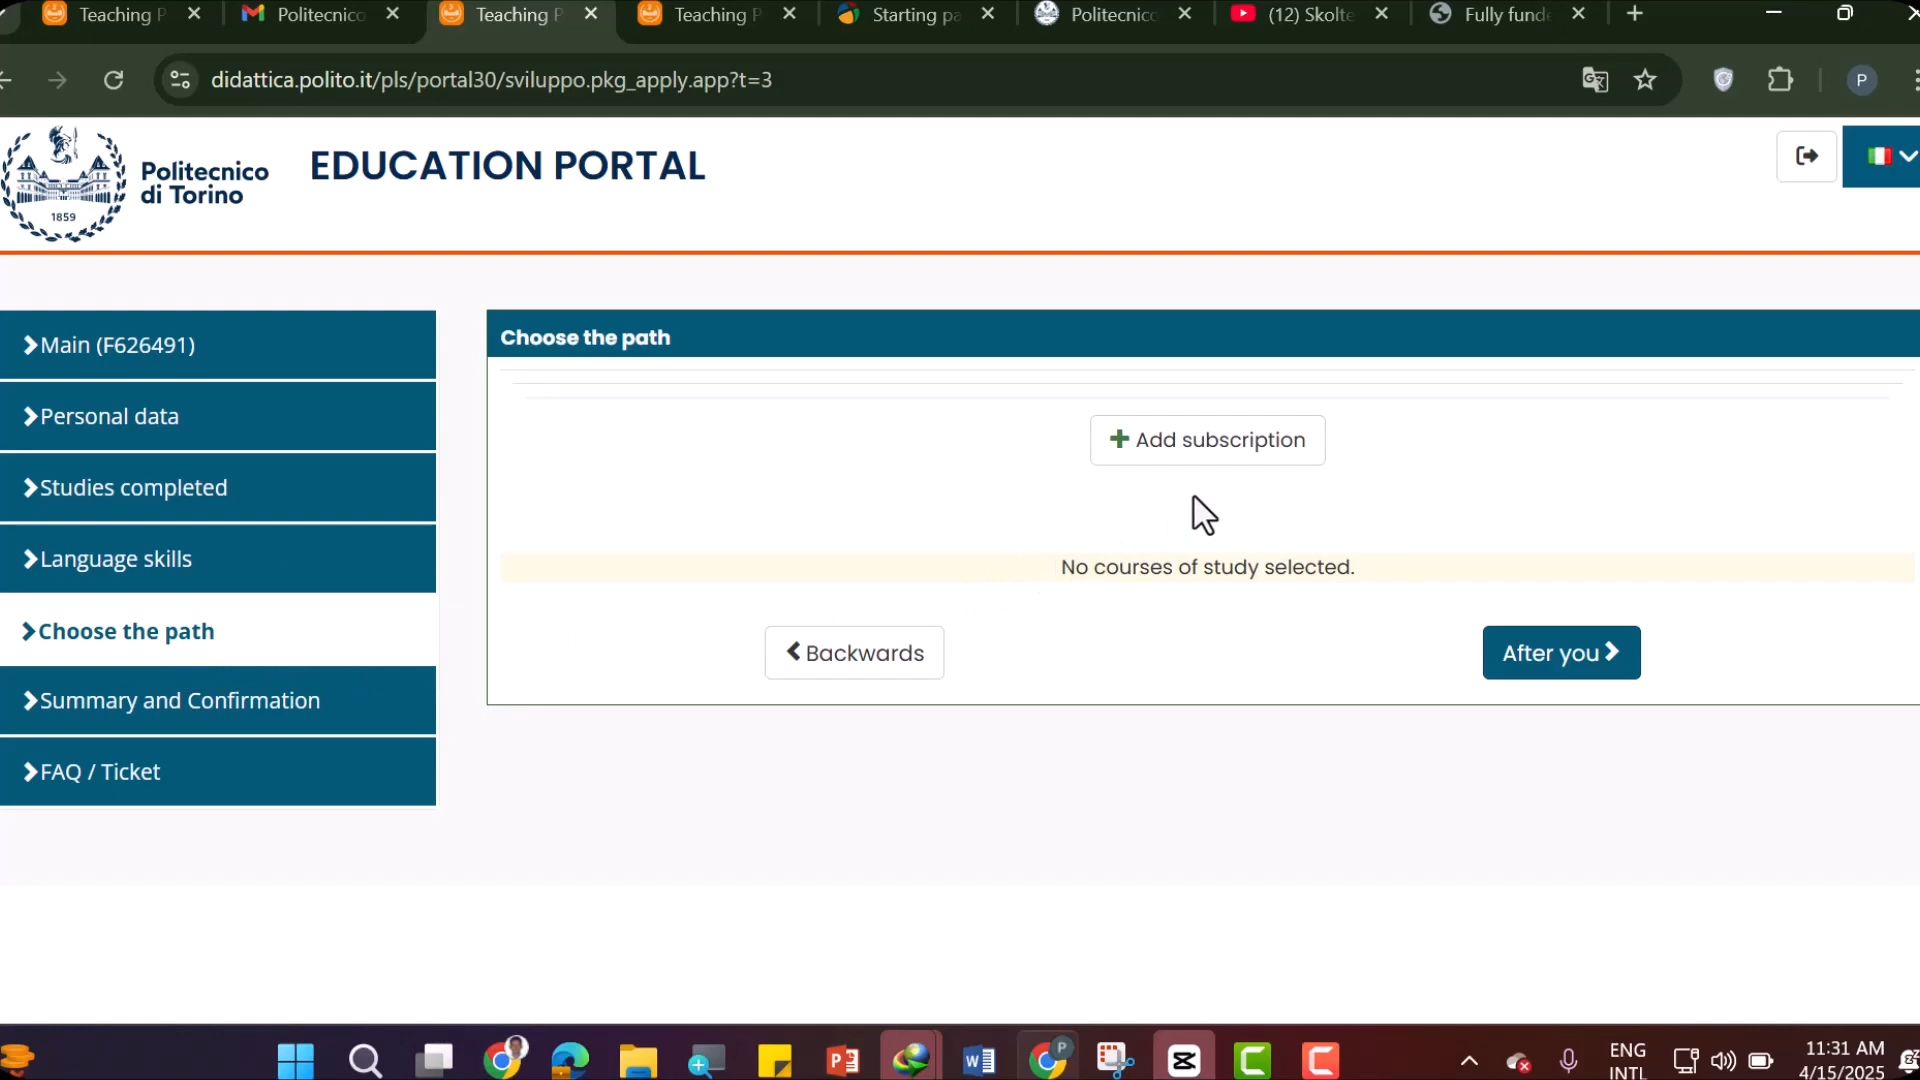 Teaching P
Politecnico
Teaching P
Teaching P
Starting pa
Politecnico
(12) Skolte
Fully funde
didattica.polito.it/pls/portal30/sviluppo.pkg_apply.app?t=3
P
Politecnico
di Torino
1859
EDUCATION PORTAL
Main (F626491)
Personal data
Studies completed
Language skills
Choose the path
Summary and Confirmation
FAQ / Ticket
Choose the path
Add subscription
No courses of study selected.
Backwards
After you
P
ENG
INTL
11:31 AM
4/15/2025